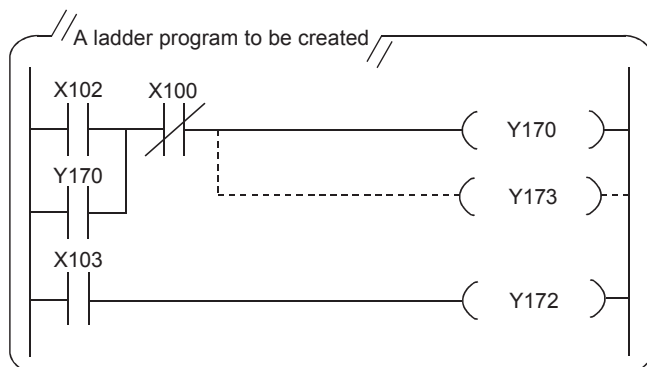 A ladder program to be created
X102 X100
Y170
Y170
Y173
X103
Y172